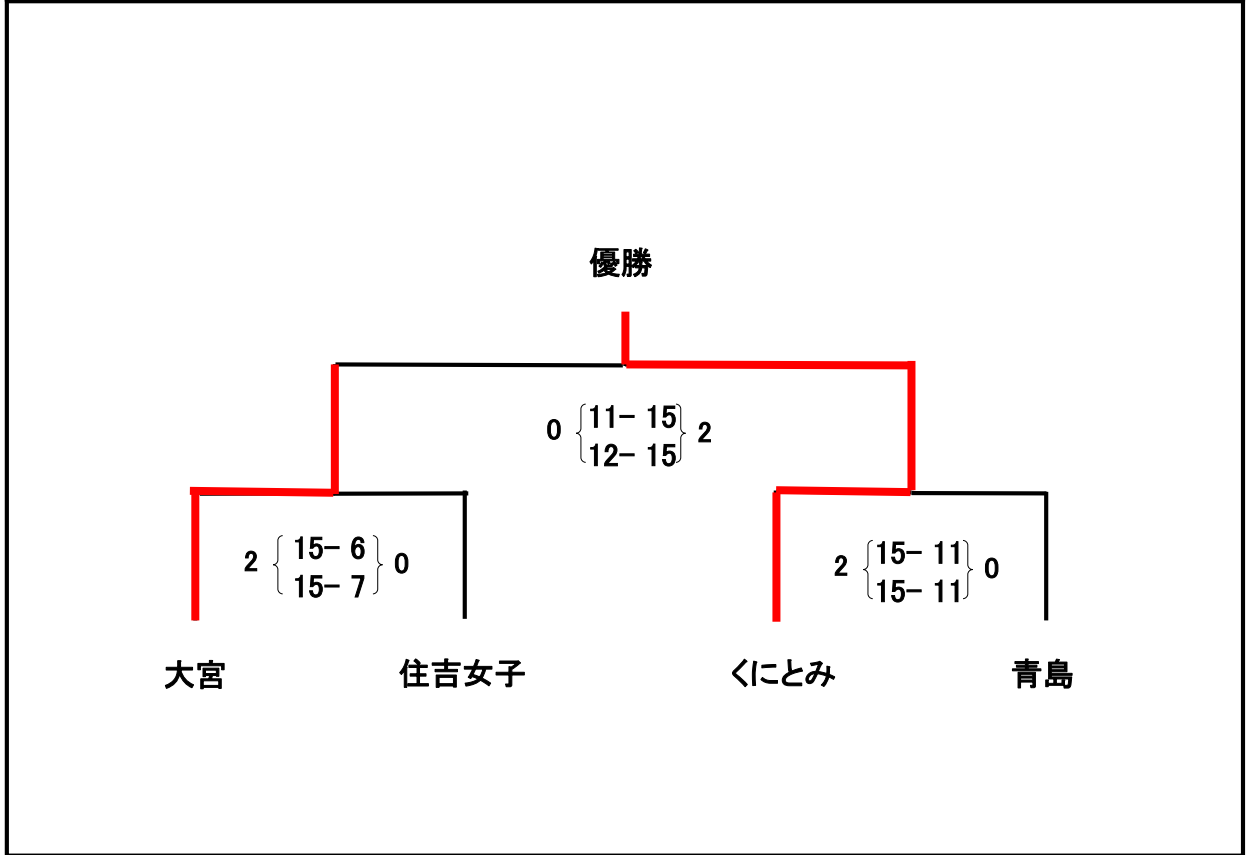 優勝
0 { 11- 15 } 2
12- 15
2 { 15- 6 } 0
15- 7
2 { 15- 11 } 0
15- 11
大宮
住吉女子
くにとみ
青島